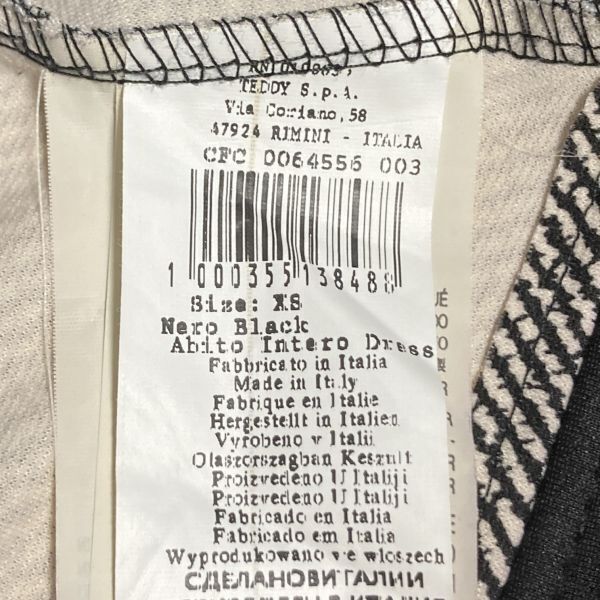 TEDDY S.p.A.
Via Coriano,58
47924 RIMINI - ITALIA
CFC 0064556 003
1 000355 138488
Size: XS
Nero Black
Abito Intero Dress
Fabbricato in Italia
Made in Italy
Fabrique en Italie
Hergestellt in Italien
Vyrobeno v Italii
Olaszorszagban Keszult
Proizvedeno U Italiji
Proizvedeno U Italiji
Fabricado en Italia
Fabricado em Italia
Wyprodukowano we wloszech
СДЕЛАНОВИТАЛИИ